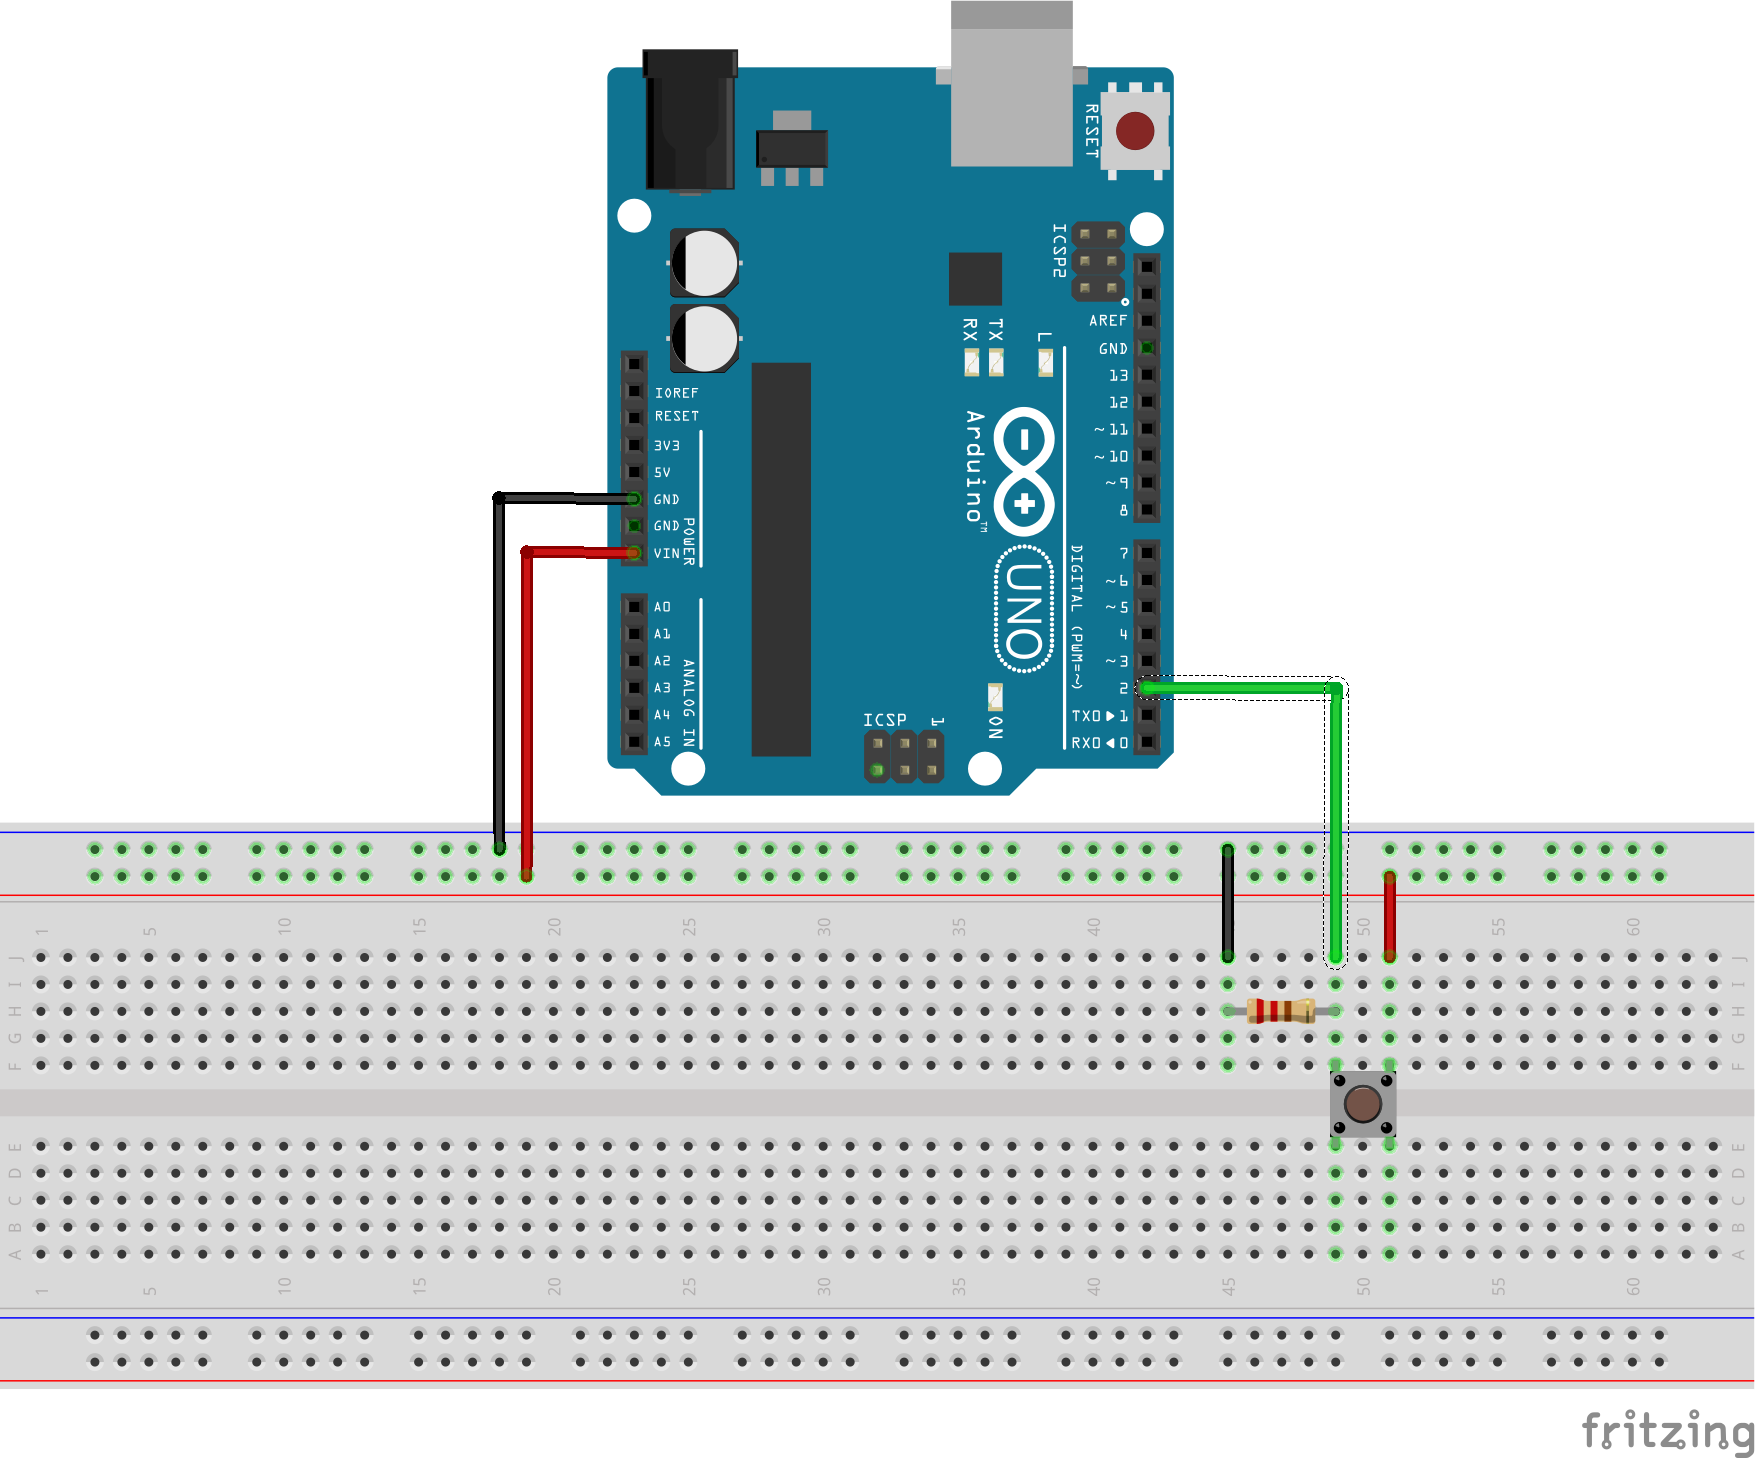 RESET
ICSP2
AREF
GND
13
12
~11
~10
~9
8
7
~6
~5
4
~3
2
TX0▶1
RX0◀0
RX
TX
L
IOREF
RESET
3V3
5V
GND
GND
VIN
POWER
A0
A1
A2
A3
A4
A5
ANALOG IN
Arduino™
UNO
DIGITAL (PWM=~)
ICSP 1
ON
1 5 10 15 20 25 30 35 40 50 55 60
J J
I I
H H
G G
F F
E E
D D
C C
B B
A A
1 5 10 15 20 25 30 35 40 45 50 55 60
fritzing